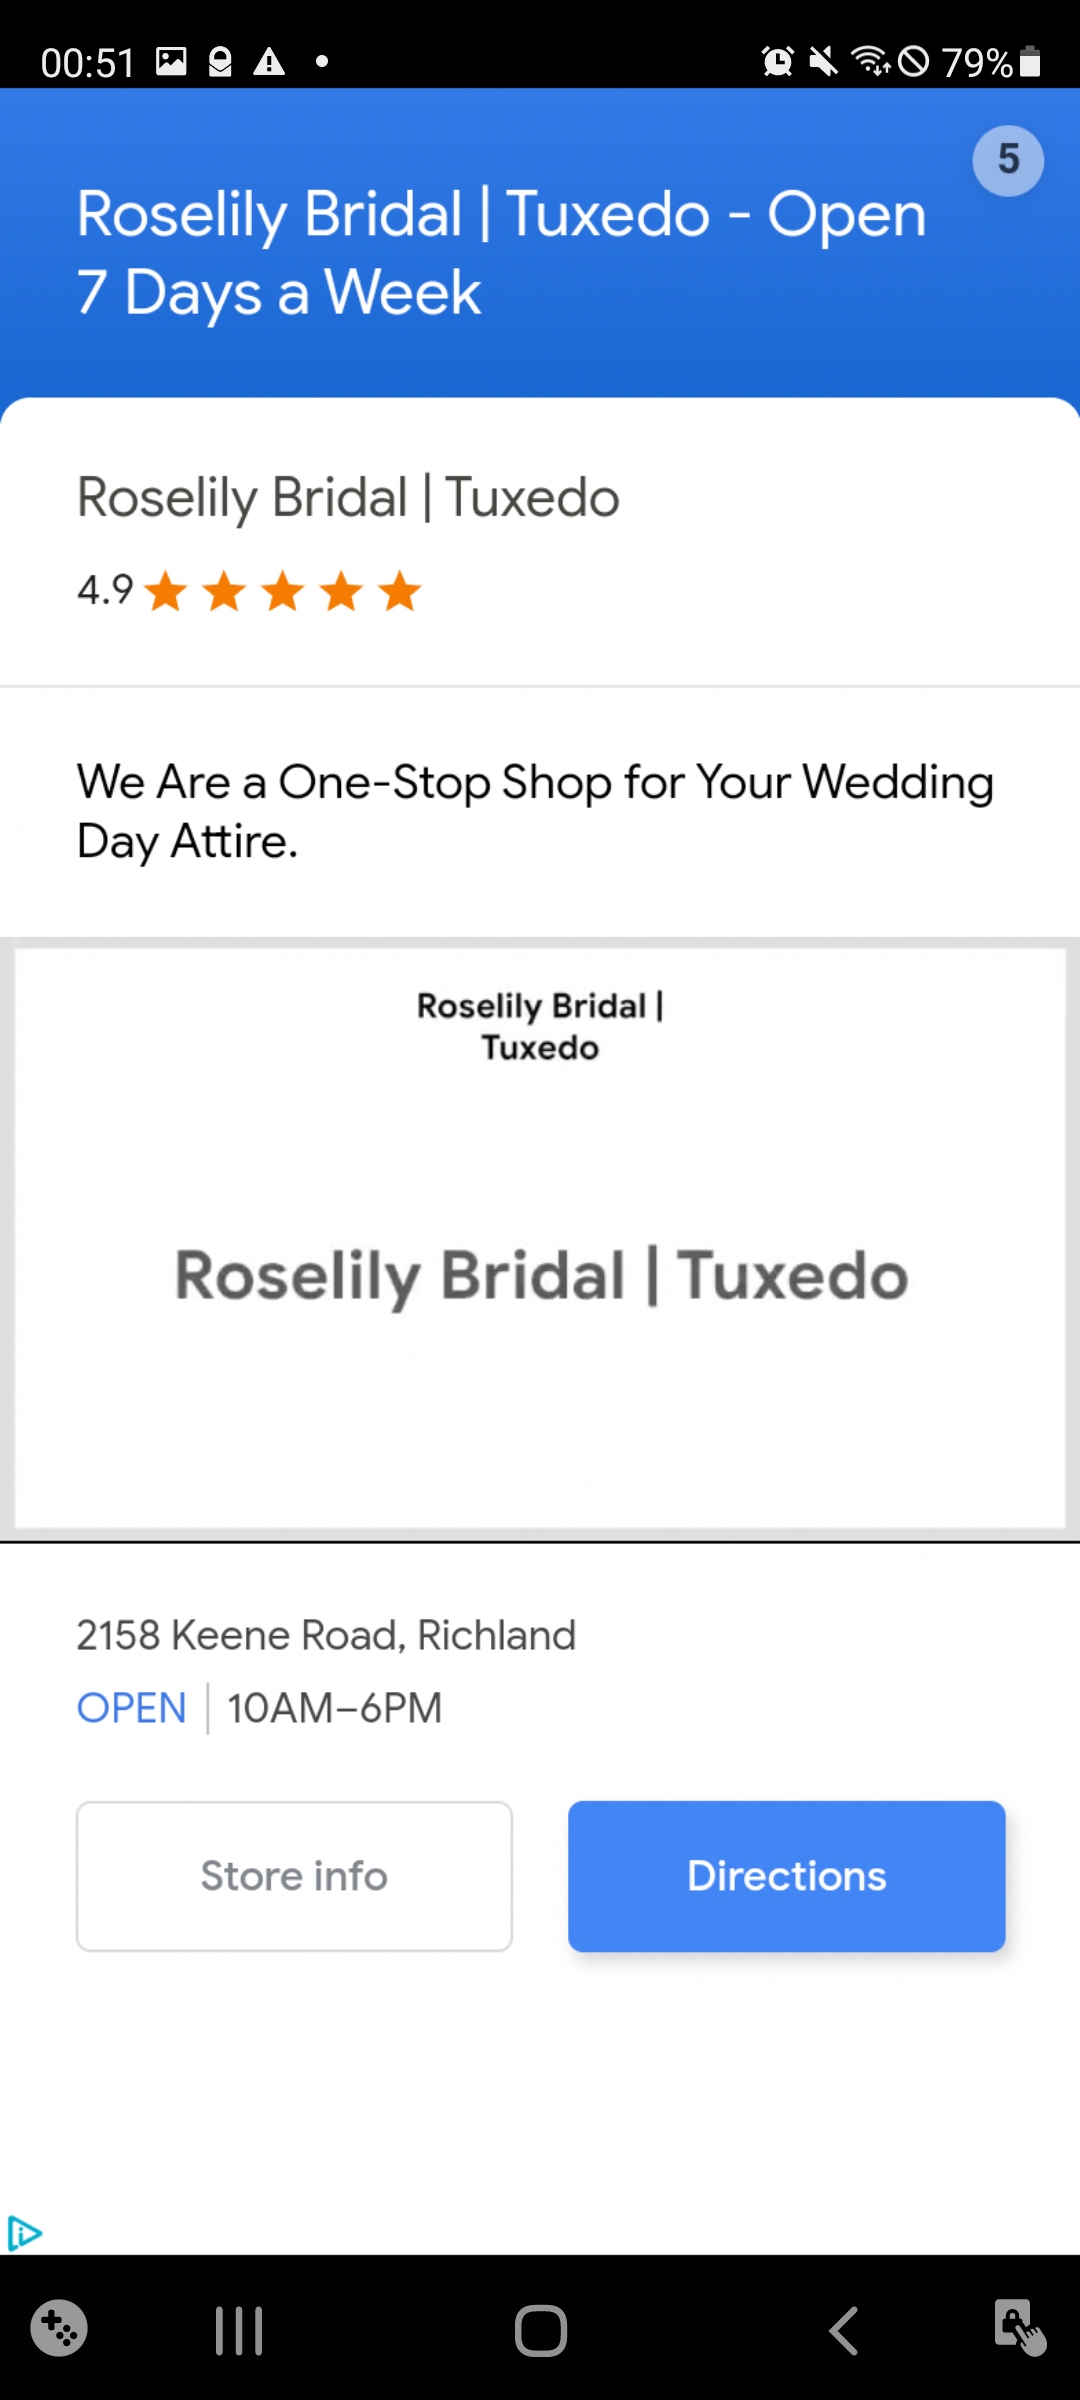 00:51
79%
5
Roselily Bridal | Tuxedo - Open
7 Days a Week
Roselily Bridal | Tuxedo
4.9
We Are a One-Stop Shop for Your Wedding
Day Attire.
Roselily Bridal |
Tuxedo
Roselily Bridal | Tuxedo
2158 Keene Road, Richland
OPEN | 10AM–6PM
Store info
Directions